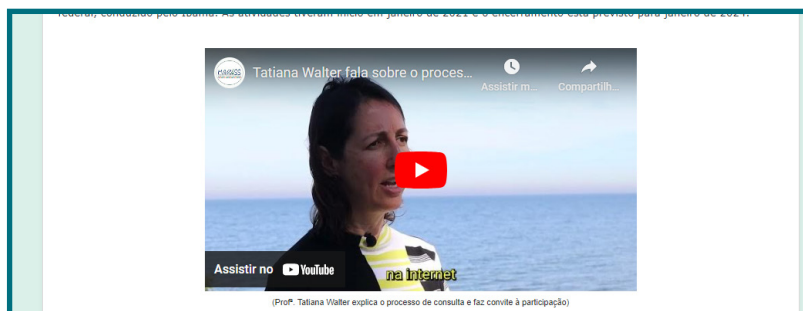 federal, conduzido pelo Ibama. As atividades tiveram início em janeiro de 2021 e o encerramento está previsto para janeiro de 2024.
Tatiana Walter fala sobre o proces...
Assistir m...
Compartilh...
Assistir no YouTube
na internet
(Profª. Tatiana Walter explica o processo de consulta e faz convite à participação)